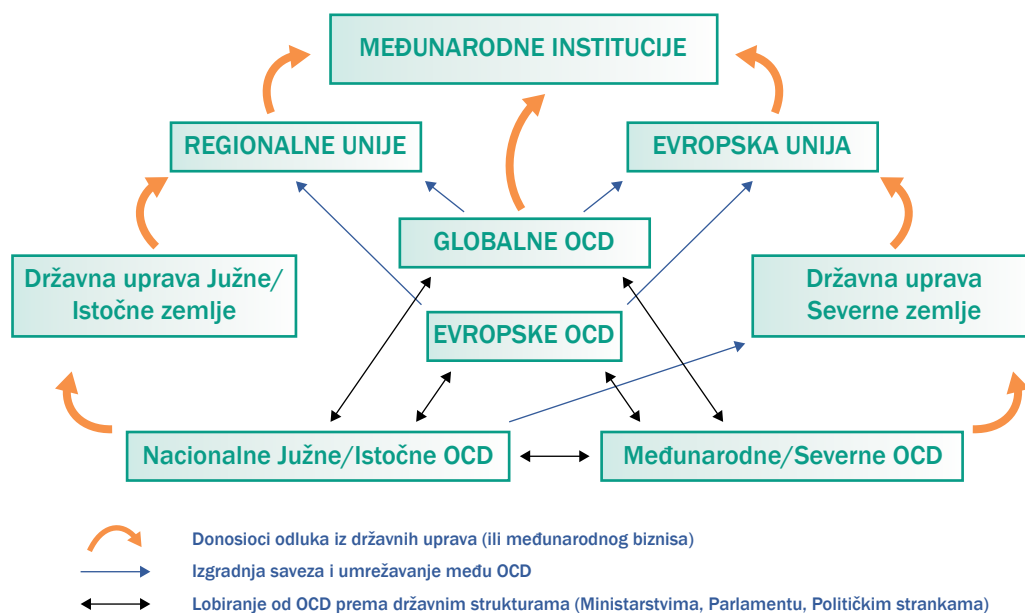 MEĐUNARODNE INSTITUCIJE
REGIONALNE UNIJE
EVROPSKA UNIJA
GLOBALNE OCD
Državna uprava Južne/
Istočne zemlje
Državna uprava
Severne zemlje
EVROPSKE OCD
Nacionalne Južne/Istočne OCD
Međunarodne/Severne OCD
Donosioci odluka iz državnih uprava (ili međunarodnog biznisa)
Izgradnja saveza i umrežavanje među OCD
Lobiranje od OCD prema državnim strukturama (Ministarstvima, Parlamentu, Političkim strankama)